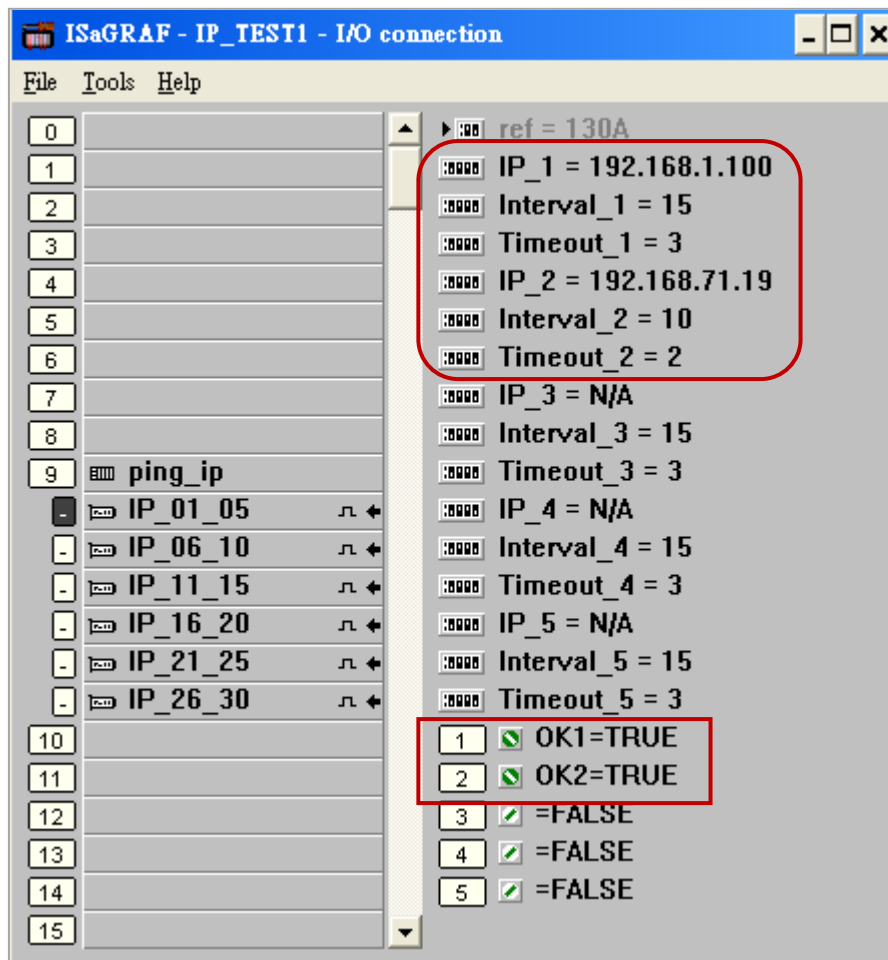 ISaGRAF - IP_TEST1 - I/O connection
File Tools Help
0
1
2
3
4
5
6
7
8
9 ping_ip
- IP_01_05
- IP_06_10
- IP_11_15
- IP_16_20
- IP_21_25
- IP_26_30
10
11
12
13
14
15
ref = 130A
IP_1 = 192.168.1.100
Interval_1 = 15
Timeout_1 = 3
IP_2 = 192.168.71.19
Interval_2 = 10
Timeout_2 = 2
IP_3 = N/A
Interval_3 = 15
Timeout_3 = 3
IP_4 = N/A
Interval_4 = 15
Timeout_4 = 3
IP_5 = N/A
Interval_5 = 15
Timeout_5 = 3
1 OK1=TRUE
2 OK2=TRUE
3 =FALSE
4 =FALSE
5 =FALSE